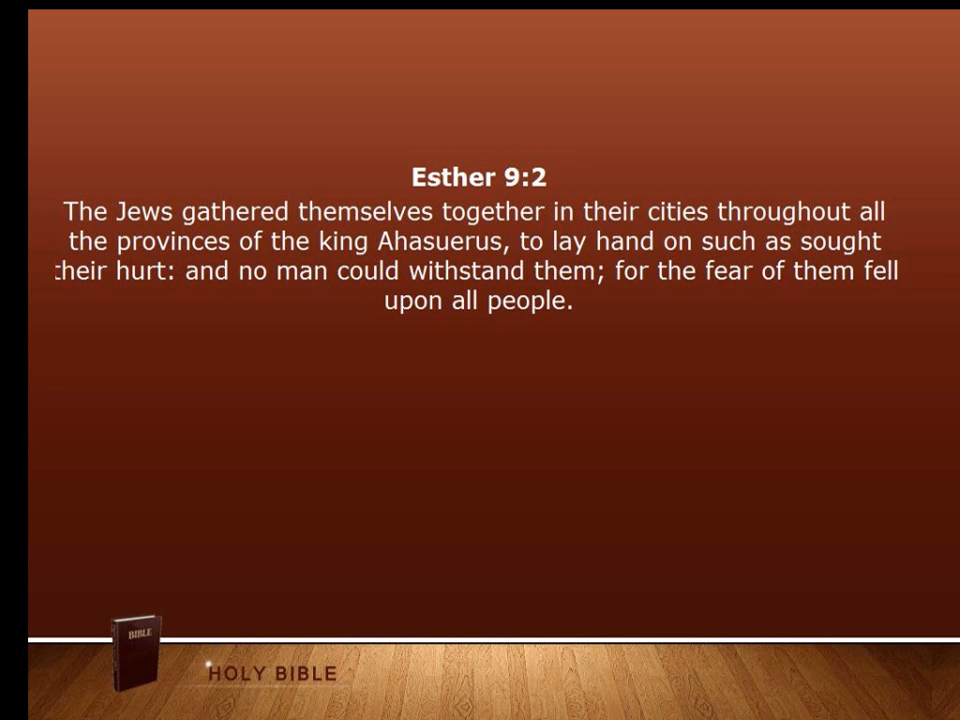 Esther 9:2
The Jews gathered themselves together in their cities throughout all
the provinces of the king Ahasuerus, to lay hand on such as sought
their hurt: and no man could withstand them; for the fear of them fell
upon all people.
BIBLE
HOLY BIBLE